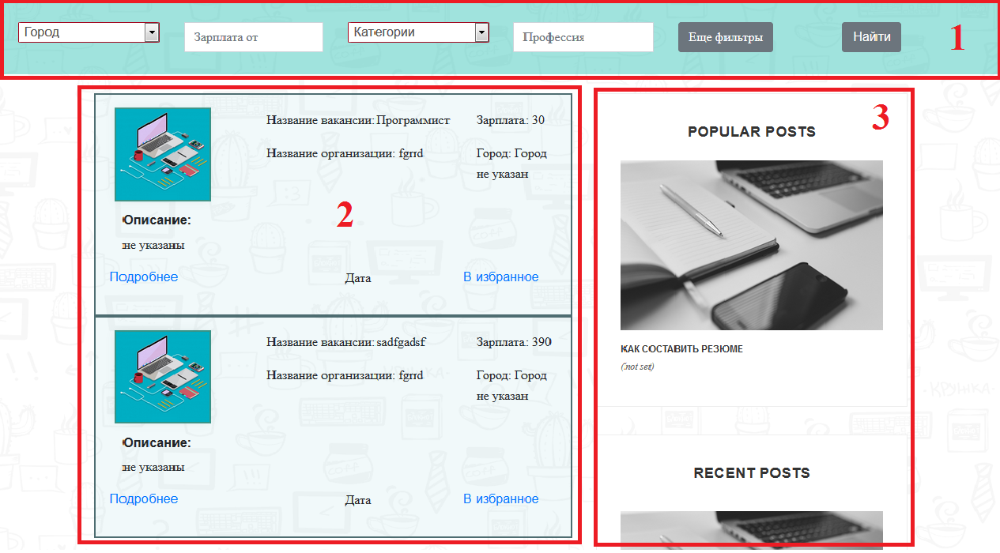 Город
Зарплата от
Категории
Профессия
Еще фильтры
Найти
1
Название вакансии: Программист
Зарплата: 30
Название организации: fgrrd
Город: Город
не указан
2
Описание:
не указаны
Подробнее
Дата
В избранное
Название вакансии: sadfgadsf
Зарплата: 390
Название организации: fgrrd
Город: Город
не указан
Описание:
не указаны
Подробнее
Дата
В избранное
3
POPULAR POSTS
КАК СОСТАВИТЬ РЕЗЮМЕ
(not set)
КРУЖКА
RECENT POSTS